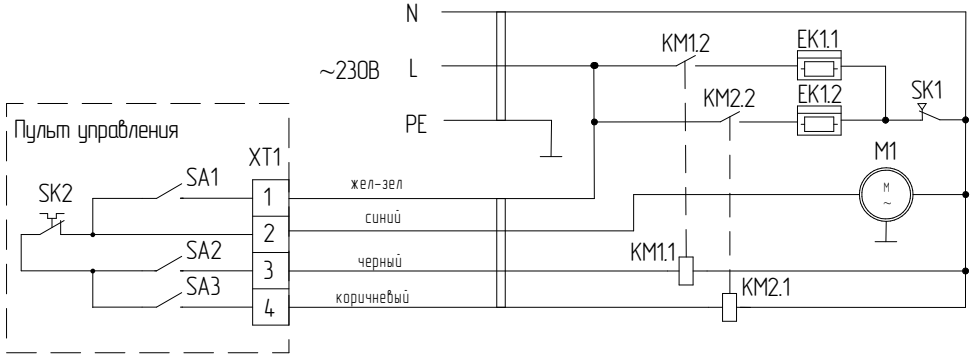 N
KM1.2
EK1.1
~230В
L
EK1.2
SK1
KM2.2
PE
Пульт управления
XT1
M1
SA1
1
жел-зел
SK2
M
~
2
синий
SA2
3
черный
KM1.1
SA3
4
коричневый
KM2.1